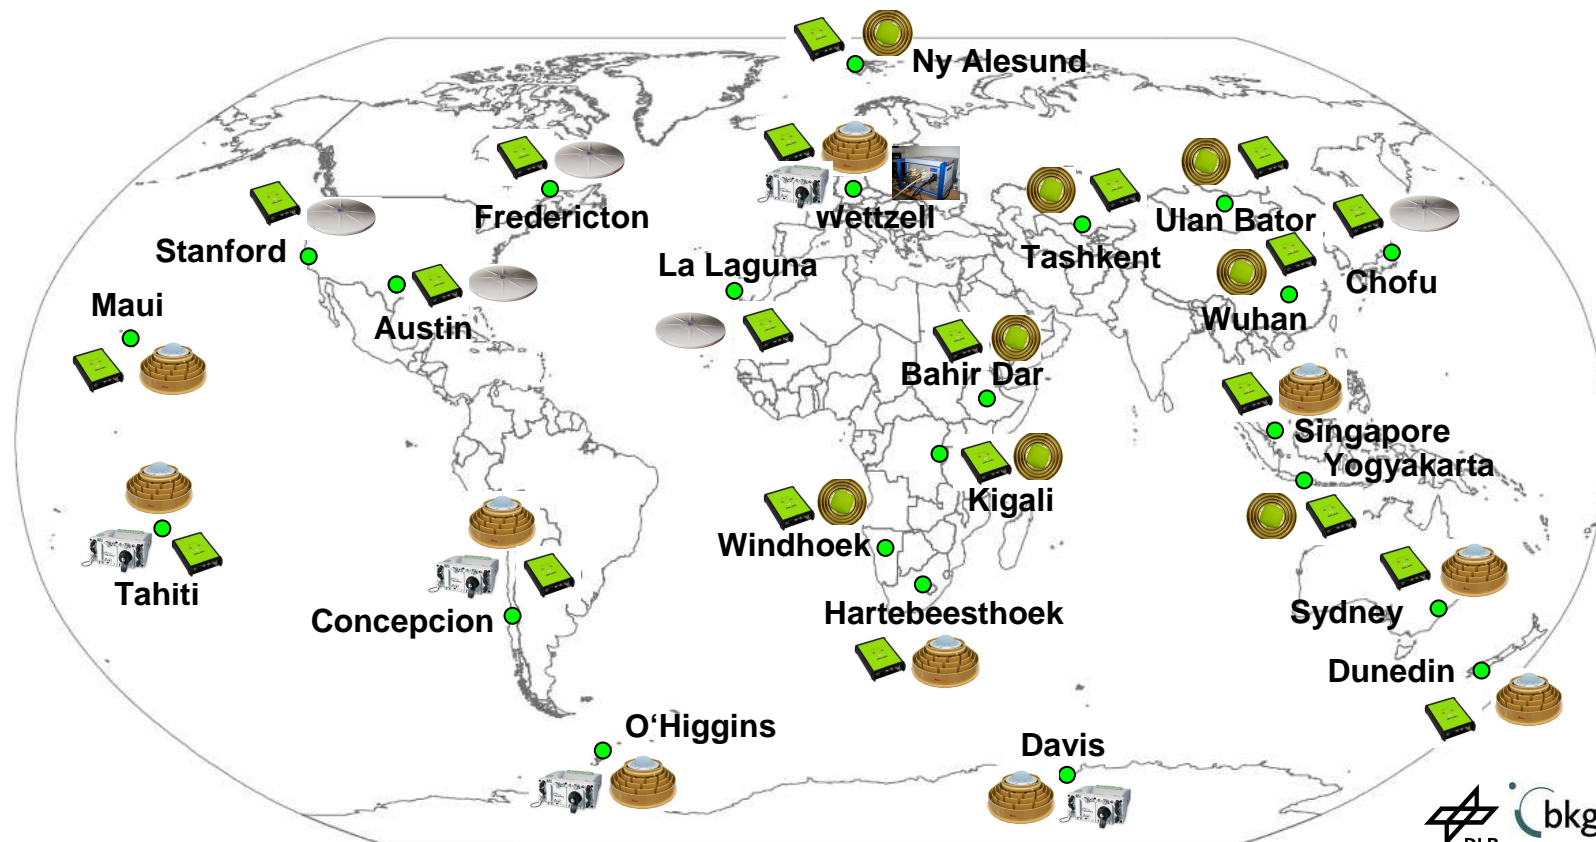 Ny Alesund
Fredericton
Wettzell
Ulan Bator
Stanford
La Laguna
Tashkent
Chofu
Maui
Austin
Wuhan
Bahir Dar
Singapore
Yogyakarta
Kigali
Windhoek
Tahiti
Concepcion
Hartebeesthoek
Sydney
Dunedin
O‘Higgins
Davis
bkg
DLR